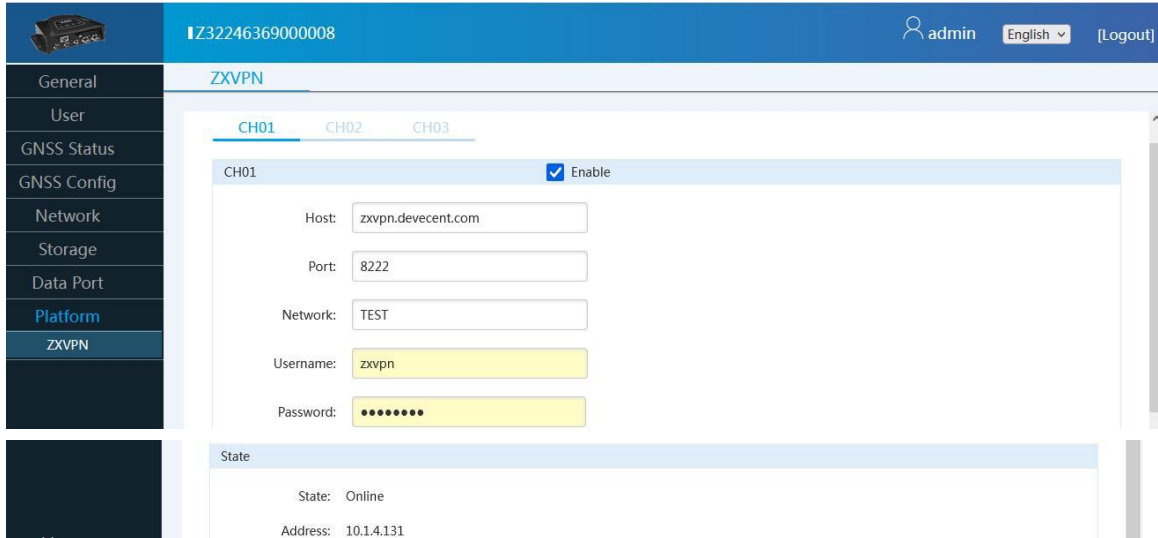 IZ32246369000008
admin
English
[Logout]
General
User
GNSS Status
GNSS Config
Network
Storage
Data Port
Platform
ZXVPN
ZXVPN
CH01 CH02 CH03
CH01 Enable
Host: zxvpn.devecent.com
Port: 8222
Network: TEST
Username: zxvpn
Password: ••••••••
State
State: Online
Address: 10.1.4.131